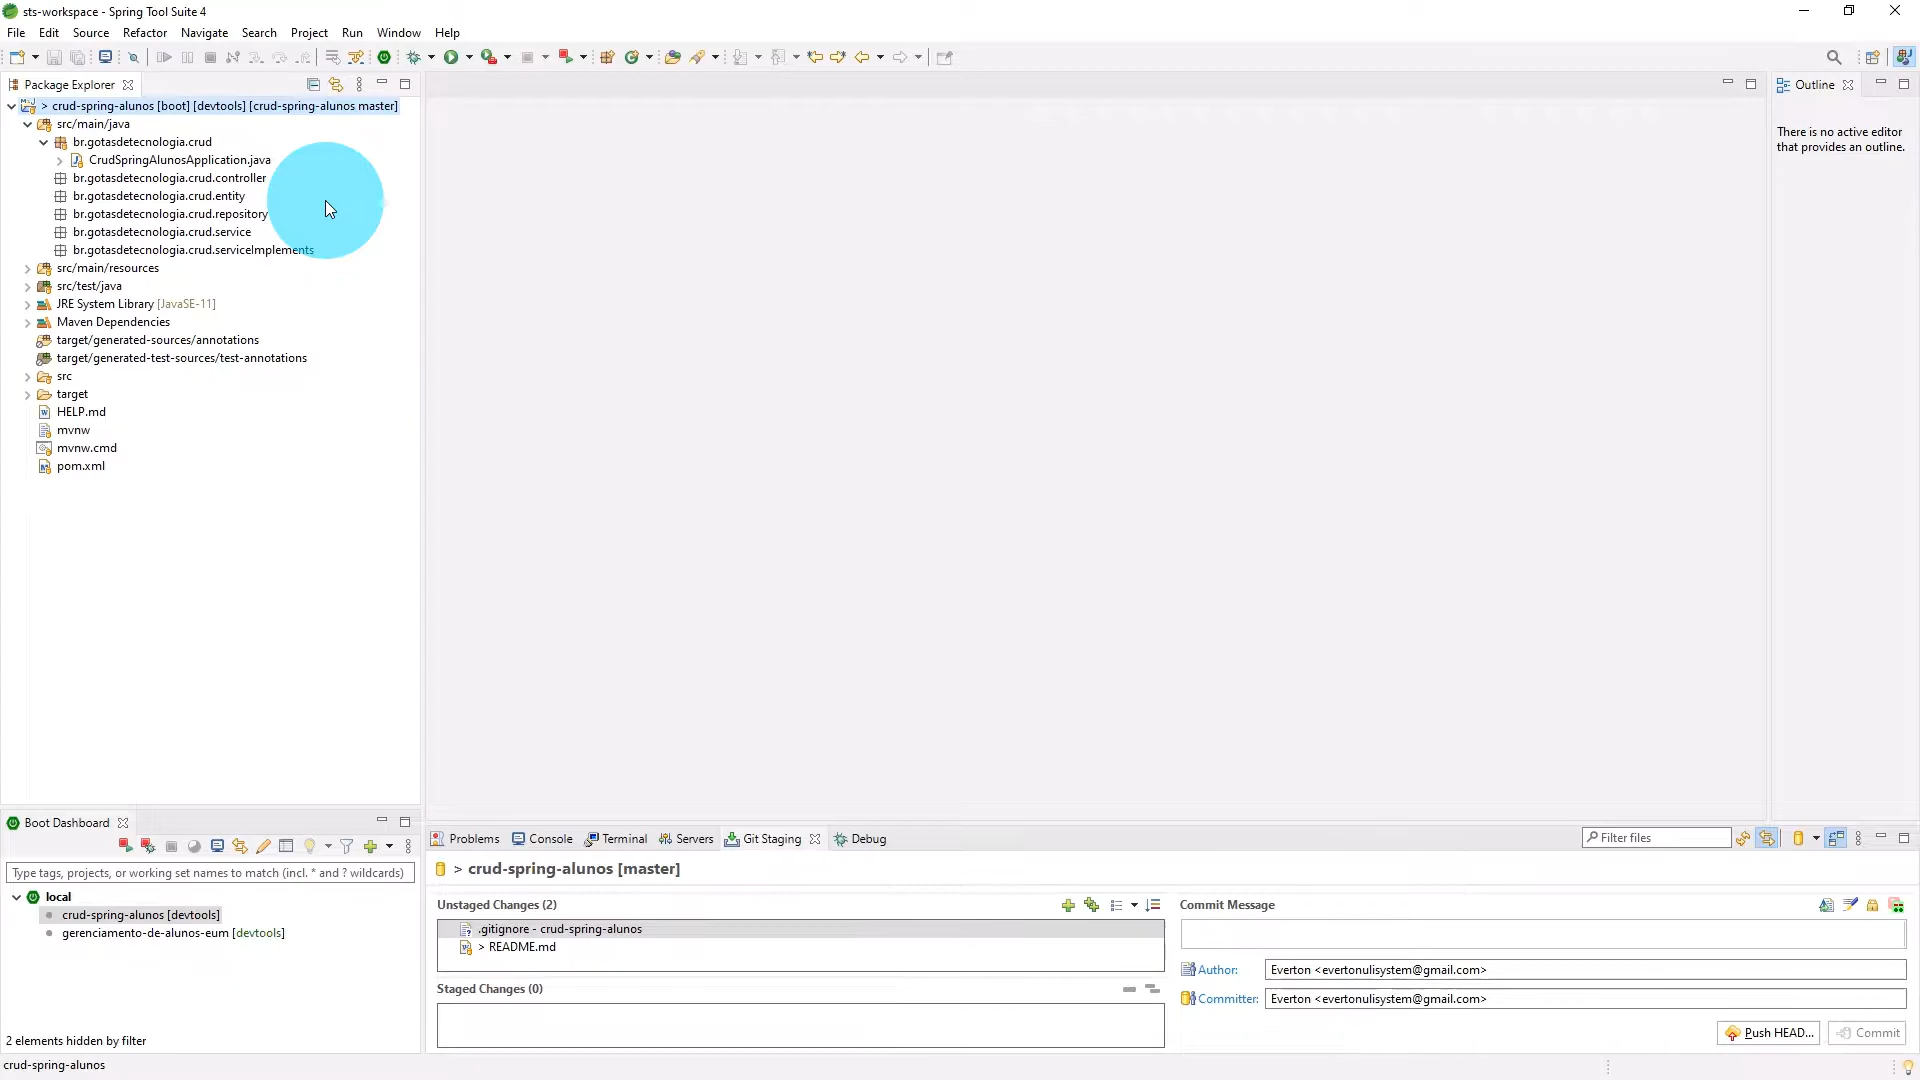 sts-workspace - Spring Tool Suite 4
File Edit Source Refactor Navigate Search Project Run Window Help
Package Explorer
> crud-spring-alunos [boot] [devtools] [crud-spring-alunos master]
src/main/java
br.gotasdetecnologia.crud
CrudSpringAlunosApplication.java
br.gotasdetecnologia.crud.controller
br.gotasdetecnologia.crud.entity
br.gotasdetecnologia.crud.repository
br.gotasdetecnologia.crud.service
br.gotasdetecnologia.crud.serviceImplements
src/main/resources
src/test/java
JRE System Library [JavaSE-11]
Maven Dependencies
target/generated-sources/annotations
target/generated-test-sources/test-annotations
src
target
HELP.md
mvnw
mvnw.cmd
pom.xml
Outline
There is no active editor
that provides an outline.
Boot Dashboard
Type tags, projects, or working set names to match (incl. * and ? wildcards)
local
crud-spring-alunos [devtools]
gerenciamento-de-alunos-eum [devtools]
2 elements hidden by filter
Problems Console Terminal Servers Git Staging Debug
Filter files
> crud-spring-alunos [master]
Unstaged Changes (2)
.gitignore - crud-spring-alunos
> README.md
Staged Changes (0)
Commit Message
Author: Everton <evertonulisystem@gmail.com>
Committer: Everton <evertonulisystem@gmail.com>
Push HEAD... Commit
crud-spring-alunos